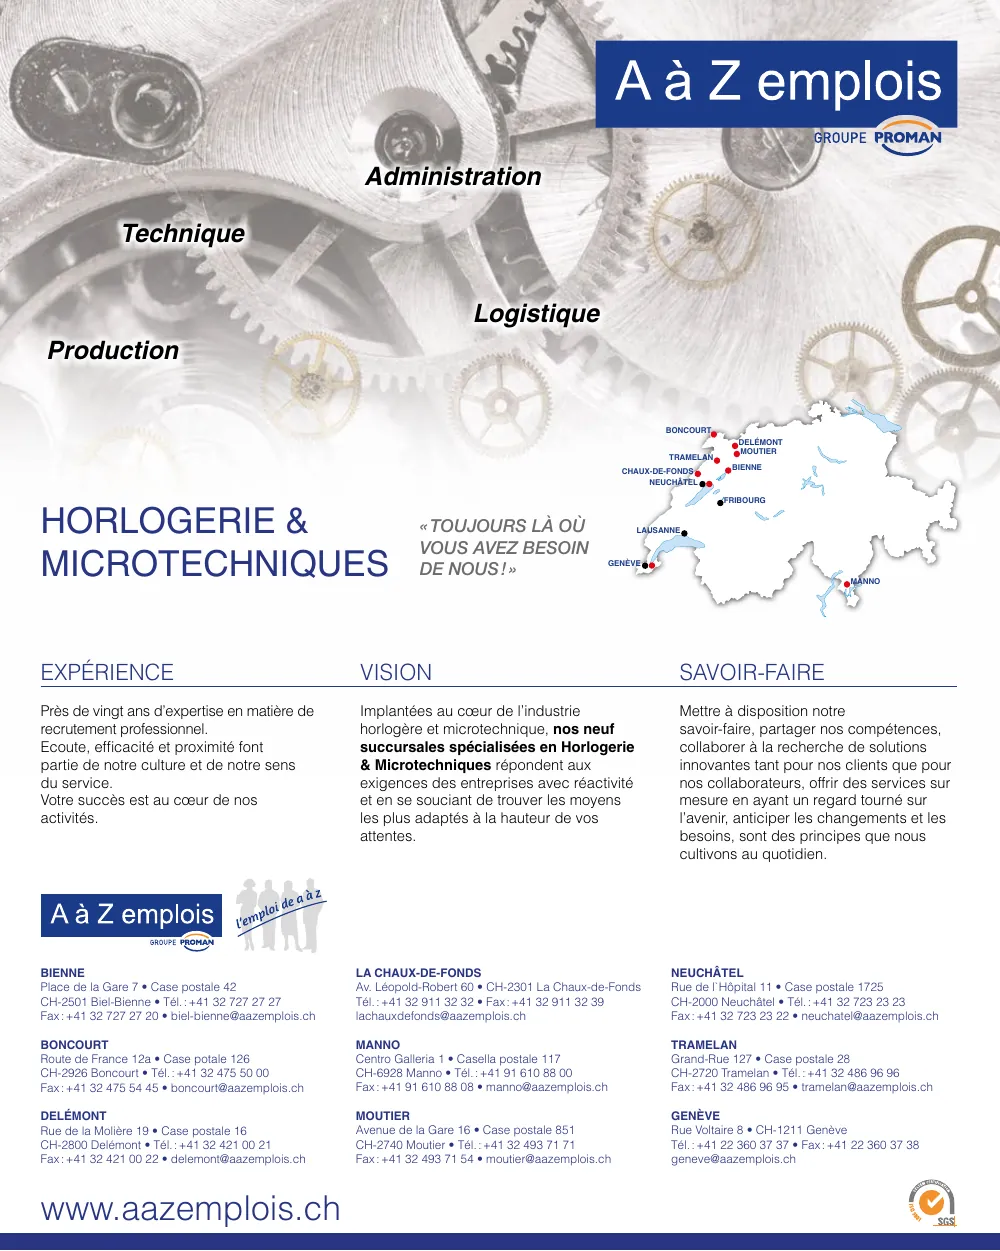 A à Z emplois
GROUPE PROMAN
Administration
Technique
Logistique
Production
BONCOURT
DELÉMONT
MOUTIER
TRAMELAN
BIENNE
CHAUX-DE-FONDS
NEUCHÂTEL
FRIBOURG
LAUSANNE
GENÈVE
MANNO
HORLOGERIE &
MICROTECHNIQUES
« TOUJOURS LÀ OÙ
VOUS AVEZ BESOIN
DE NOUS ! »
EXPÉRIENCE
Près de vingt ans d’expertise en matière de
recrutement professionnel.
Ecoute, efficacité et proximité font
partie de notre culture et de notre sens
du service.
Votre succès est au cœur de nos
activités.
VISION
Implantées au cœur de l’industrie
horlogère et microtechnique, nos neuf
succursales spécialisées en Horlogerie
& Microtechniques répondent aux
exigences des entreprises avec réactivité
et en se souciant de trouver les moyens
les plus adaptés à la hauteur de vos
attentes.
SAVOIR-FAIRE
Mettre à disposition notre
savoir-faire, partager nos compétences,
collaborer à la recherche de solutions
innovantes tant pour nos clients que pour
nos collaborateurs, offrir des services sur
mesure en ayant un regard tourné sur
l’avenir, anticiper les changements et les
besoins, sont des principes que nous
cultivons au quotidien.
A à Z emplois
GROUPE PROMAN
l'emploi de a à z
BIENNE
Place de la Gare 7 • Case postale 42
CH-2501 Biel-Bienne • Tél. : +41 32 727 27 27
Fax : +41 32 727 27 20 • biel-bienne@aazemplois.ch
BONCOURT
Route de France 12a • Case potale 126
CH-2926 Boncourt • Tél. : +41 32 475 50 00
Fax : +41 32 475 54 45 • boncourt@aazemplois.ch
DELÉMONT
Rue de la Molière 19 • Case postale 16
CH-2800 Delémont • Tél. : +41 32 421 00 21
Fax : +41 32 421 00 22 • delemont@aazemplois.ch
LA CHAUX-DE-FONDS
Av. Léopold-Robert 60 • CH-2301 La Chaux-de-Fonds
Tél. : +41 32 911 32 32 • Fax : +41 32 911 32 39
lachauxdefonds@aazemplois.ch
MANNO
Centro Galleria 1 • Casella postale 117
CH-6928 Manno • Tél. : +41 91 610 88 00
Fax : +41 91 610 88 08 • manno@aazemplois.ch
MOUTIER
Avenue de la Gare 16 • Case postale 851
CH-2740 Moutier • Tél. : +41 32 493 71 71
Fax : +41 32 493 71 54 • moutier@aazemplois.ch
NEUCHÂTEL
Rue de l`Hôpital 11 • Case postale 1725
CH-2000 Neuchâtel • Tél. : +41 32 723 23 23
Fax : +41 32 723 23 22 • neuchatel@aazemplois.ch
TRAMELAN
Grand-Rue 127 • Case postale 28
CH-2720 Tramelan • Tél. : +41 32 486 96 96
Fax : +41 32 486 96 95 • tramelan@aazemplois.ch
GENÈVE
Rue Voltaire 8 • CH-1211 Genève
Tél. : +41 22 360 37 37 • Fax : +41 22 360 37 38
geneve@aazemplois.ch
www.aazemplois.ch
SGS